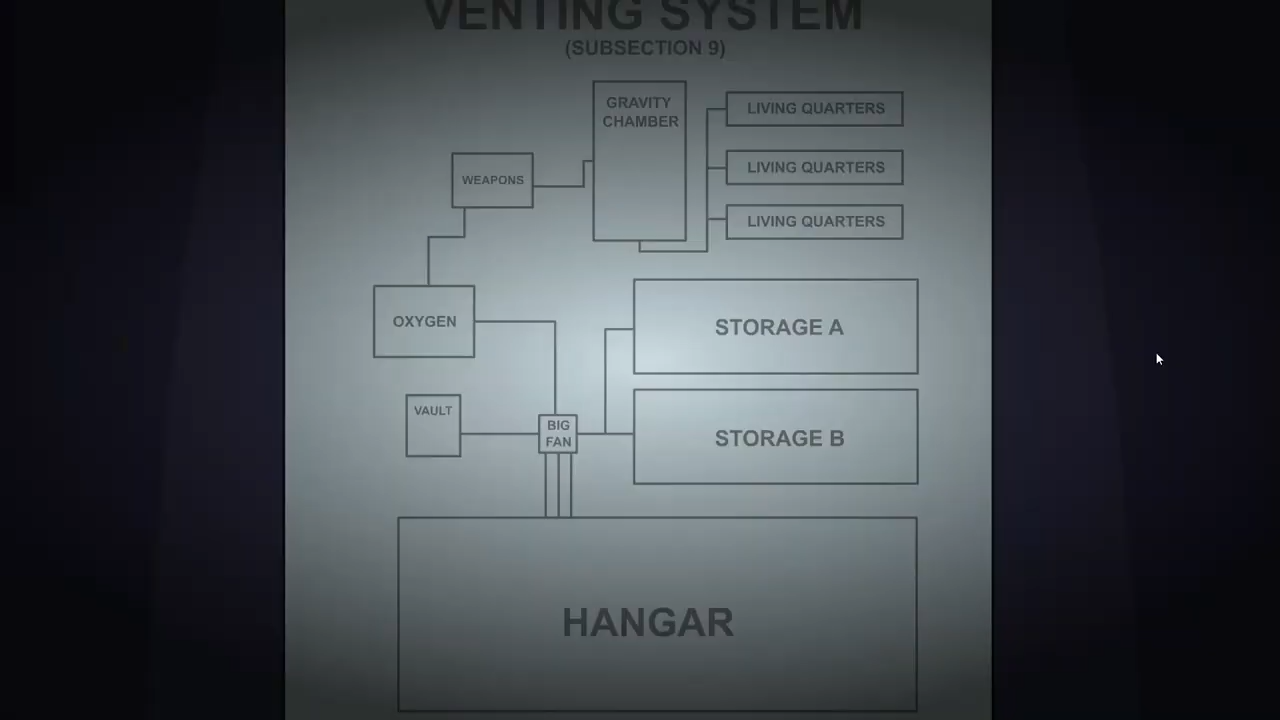 VENTING SYSTEM
(SUBSECTION 9)
GRAVITY
CHAMBER
LIVING QUARTERS
LIVING QUARTERS
LIVING QUARTERS
WEAPONS
OXYGEN
STORAGE A
VAULT
BIG
FAN
STORAGE B
HANGAR